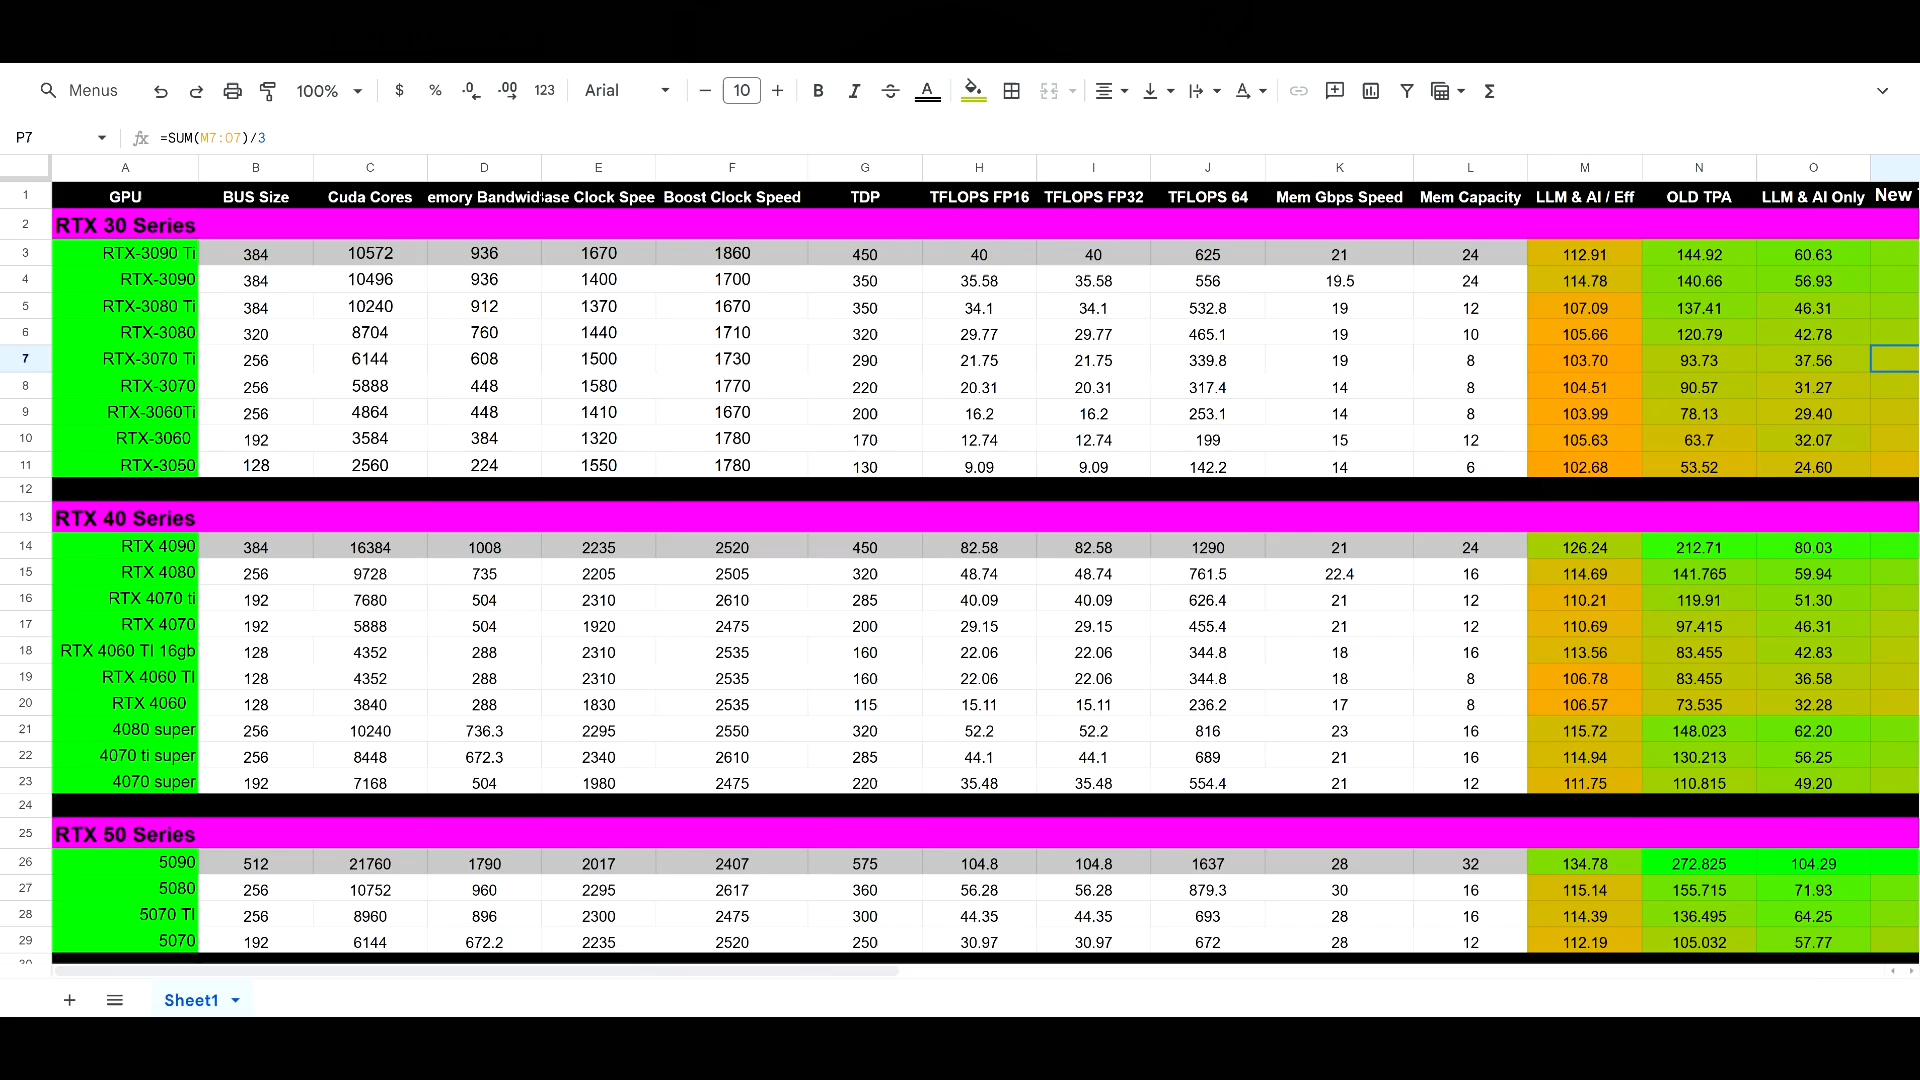 Menus 100% $ % .0 .00 123 Arial 10 B I A
P7 fx =SUM(M7:O7)/3
A B C D E F G H I J K L M N O
1 GPU BUS Size Cuda Cores emory Bandwid ase Clock Spee Boost Clock Speed TDP TFLOPS FP16 TFLOPS FP32 TFLOPS 64 Mem Gbps Speed Mem Capacity LLM & AI / Eff OLD TPA LLM & AI Only New
2 RTX 30 Series
3 RTX-3090 Ti 384 10572 936 1670 1860 450 40 40 625 21 24 112.91 144.92 60.63
4 RTX-3090 384 10496 936 1400 1700 350 35.58 35.58 556 19.5 24 114.78 140.66 56.93
5 RTX-3080 Ti 384 10240 912 1370 1670 350 34.1 34.1 532.8 19 12 107.09 137.41 46.31
6 RTX-3080 320 8704 760 1440 1710 320 29.77 29.77 465.1 19 10 105.66 120.79 42.78
7 RTX-3070 Ti 256 6144 608 1500 1730 290 21.75 21.75 339.8 19 8 103.70 93.73 37.56
8 RTX-3070 256 5888 448 1580 1770 220 20.31 20.31 317.4 14 8 104.51 90.57 31.27
9 RTX-3060Ti 256 4864 448 1410 1670 200 16.2 16.2 253.1 14 8 103.99 78.13 29.40
10 RTX-3060 192 3584 384 1320 1780 170 12.74 12.74 199 15 12 105.63 63.7 32.07
11 RTX-3050 128 2560 224 1550 1780 130 9.09 9.09 142.2 14 6 102.68 53.52 24.60
12
13 RTX 40 Series
14 RTX 4090 384 16384 1008 2235 2520 450 82.58 82.58 1290 21 24 126.24 212.71 80.03
15 RTX 4080 256 9728 735 2205 2505 320 48.74 48.74 761.5 22.4 16 114.69 141.765 59.94
16 RTX 4070 ti 192 7680 504 2310 2610 285 40.09 40.09 626.4 21 12 110.21 119.91 51.30
17 RTX 4070 192 5888 504 1920 2475 200 29.15 29.15 455.4 21 12 110.69 97.415 46.31
18 RTX 4060 TI 16gb 128 4352 288 2310 2535 160 22.06 22.06 344.8 18 16 113.56 83.455 42.83
19 RTX 4060 TI 128 4352 288 2310 2535 160 22.06 22.06 344.8 18 8 106.78 83.455 36.58
20 RTX 4060 128 3840 288 1830 2535 115 15.11 15.11 236.2 17 8 106.57 73.535 32.28
21 4080 super 256 10240 736.3 2295 2550 320 52.2 52.2 816 23 16 115.72 148.023 62.20
22 4070 ti super 256 8448 672.3 2340 2610 285 44.1 44.1 689 21 16 114.94 130.213 56.25
23 4070 super 192 7168 504 1980 2475 220 35.48 35.48 554.4 21 12 111.75 110.815 49.20
24
25 RTX 50 Series
26 5090 512 21760 1790 2017 2407 575 104.8 104.8 1637 28 32 134.78 272.825 104.29
27 5080 256 10752 960 2295 2617 360 56.28 56.28 879.3 30 16 115.14 155.715 71.93
28 5070 TI 256 8960 896 2300 2475 300 44.35 44.35 693 28 16 114.39 136.495 64.25
29 5070 192 6144 672.2 2235 2520 250 30.97 30.97 672 28 12 112.19 105.032 57.77
30
Sheet1